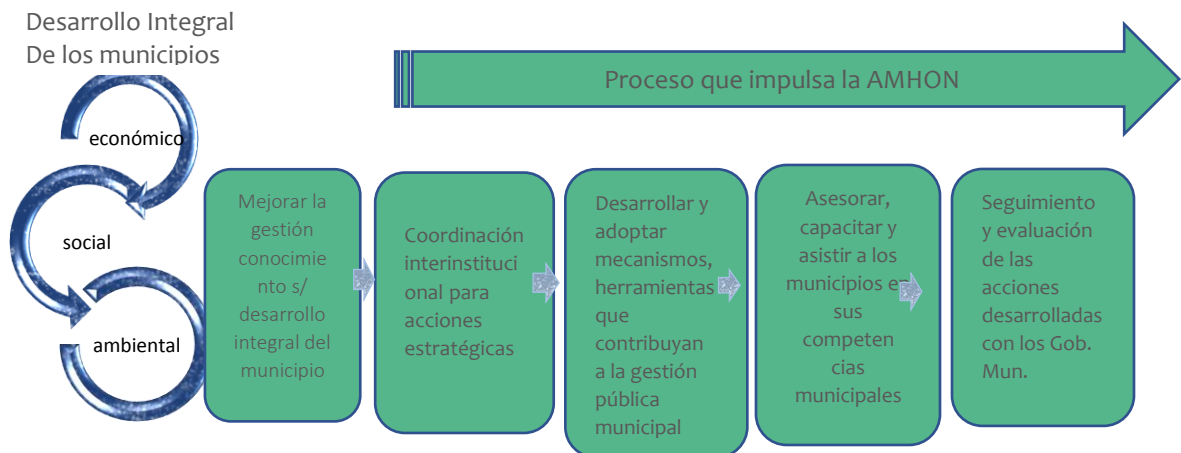 Desarrollo Integral
De los municipios
Proceso que impulsa la AMHON
económico
social
ambiental
Mejorar la
gestión
conocimie
nto s/
desarrollo
integral del
municipio
Coordinación
interinstituci
onal para
acciones
estratégicas
Desarrollar y
adoptar
mecanismos,
herramientas
que
contribuyan
a la gestión
pública
municipal
Asesorar,
capacitar y
asistir a los
municipios en
sus
competen
cias
municipales
Seguimiento
y evaluación
de las
acciones
desarrolladas
con los Gob.
Mun.